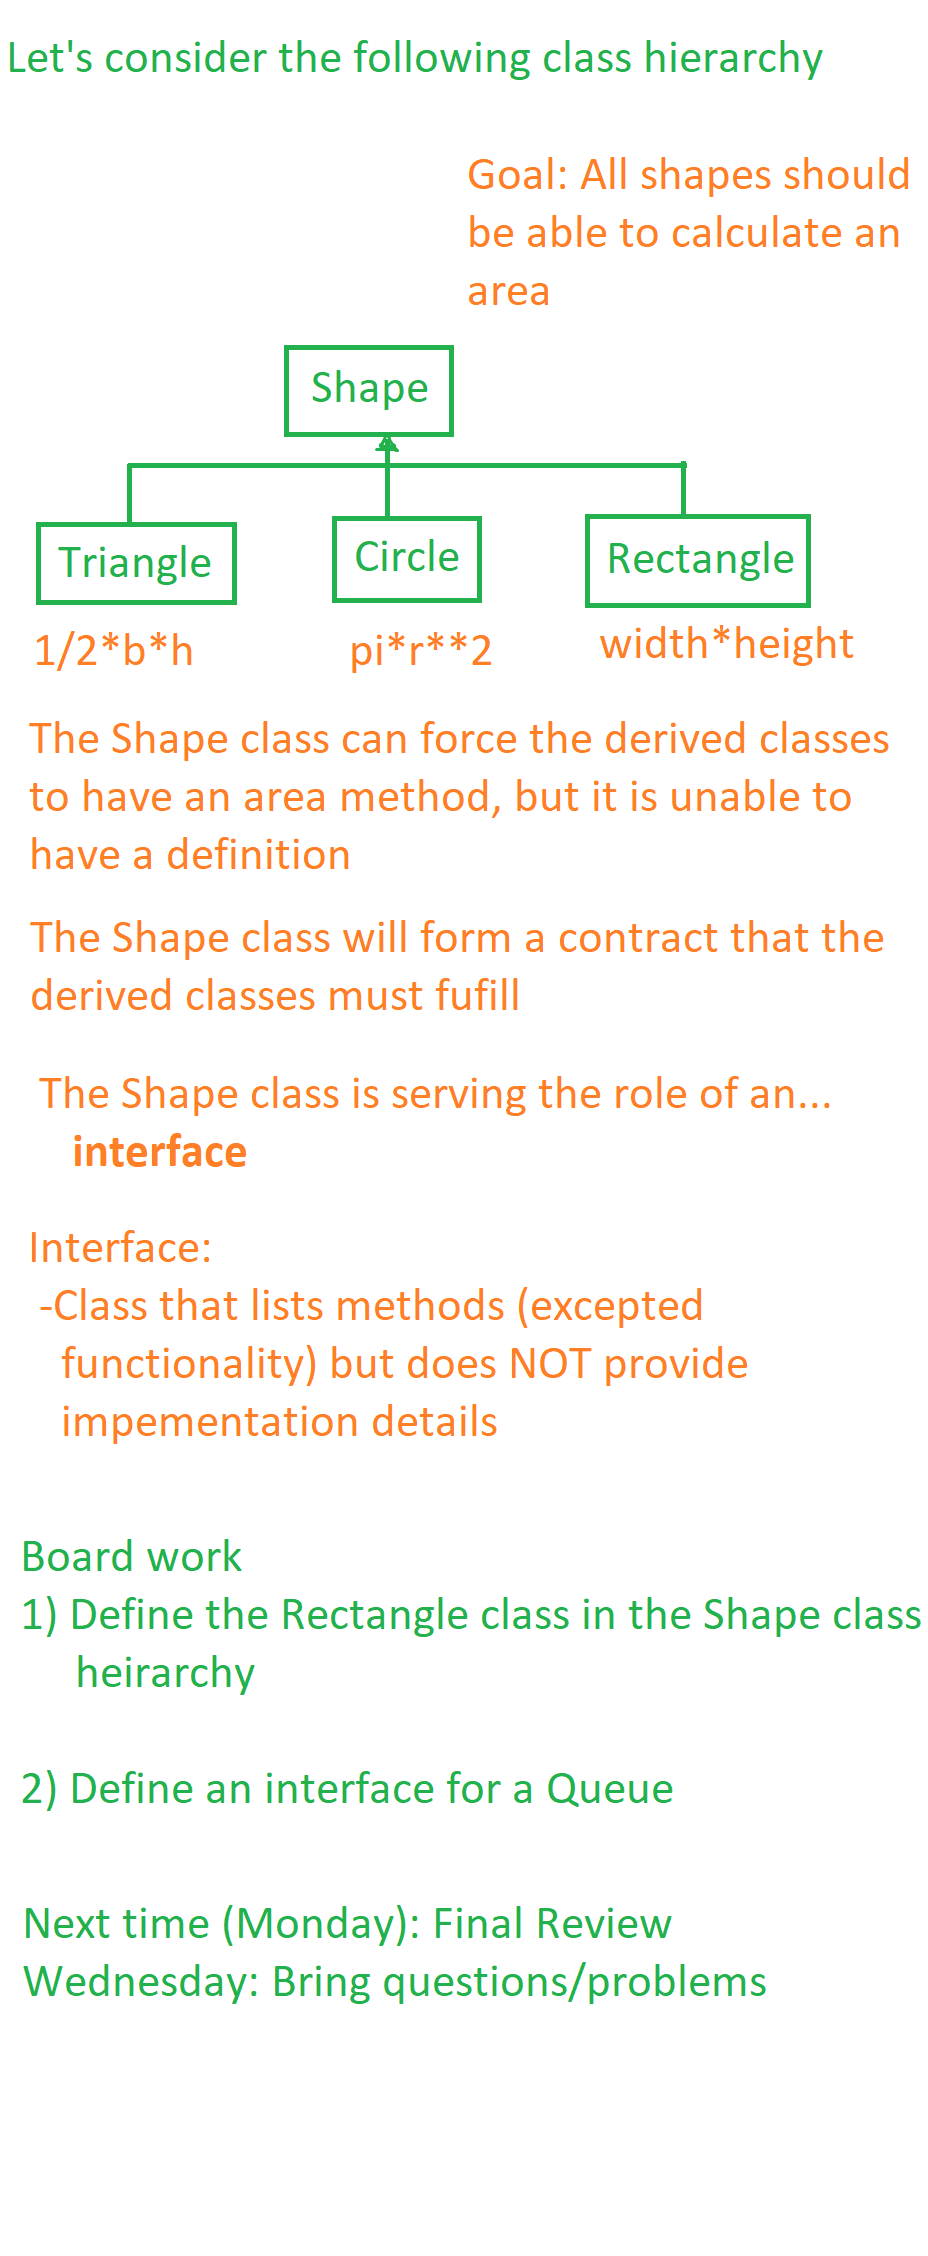 Let's consider the following class hierarchy
Goal: All shapes should
be able to calculate an
area
Shape
Triangle
Circle
Rectangle
1/2*b*h
pi*r**2
width*height
The Shape class can force the derived classes
to have an area method, but it is unable to
have a definition
The Shape class will form a contract that the
derived classes must fufill
The Shape class is serving the role of an...
interface
Interface:
-Class that lists methods (excepted
functionality) but does NOT provide
impementation details
Board work
1) Define the Rectangle class in the Shape class
heirarchy
2) Define an interface for a Queue
Next time (Monday): Final Review
Wednesday: Bring questions/problems